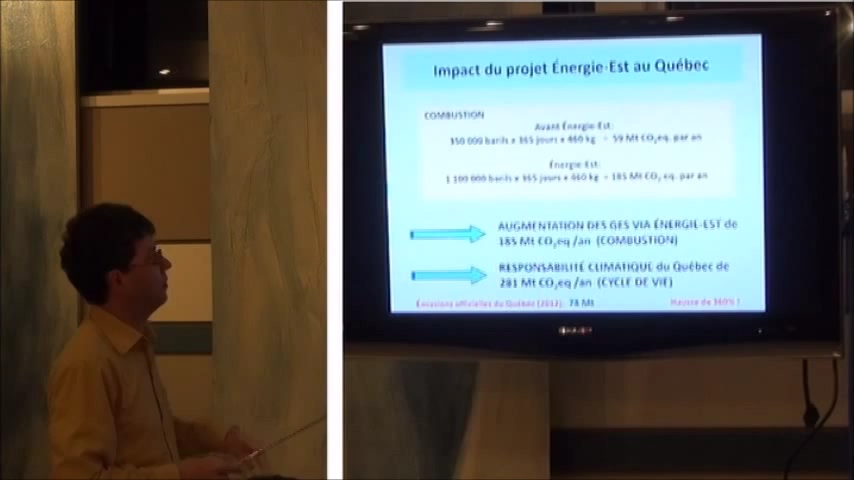 Impact du projet Énergie-Est au Québec
COMBUSTION
Avant Énergie-Est:
350 000 barils x 365 jours x 460 kg = 59 Mt CO₂eq. par an
Énergie-Est:
1 100 000 barils x 365 jours x 460 kg = 185 Mt CO₂ eq. par an
AUGMENTATION DES GES VIA ÉNERGIE-EST de
185 Mt CO₂eq /an (COMBUSTION)
RESPONSABILITÉ CLIMATIQUE du Québec de
281 Mt CO₂eq /an (CYCLE DE VIE)
Émissions officielles du Québec (2012): 78 Mt
Hausse de 360% !